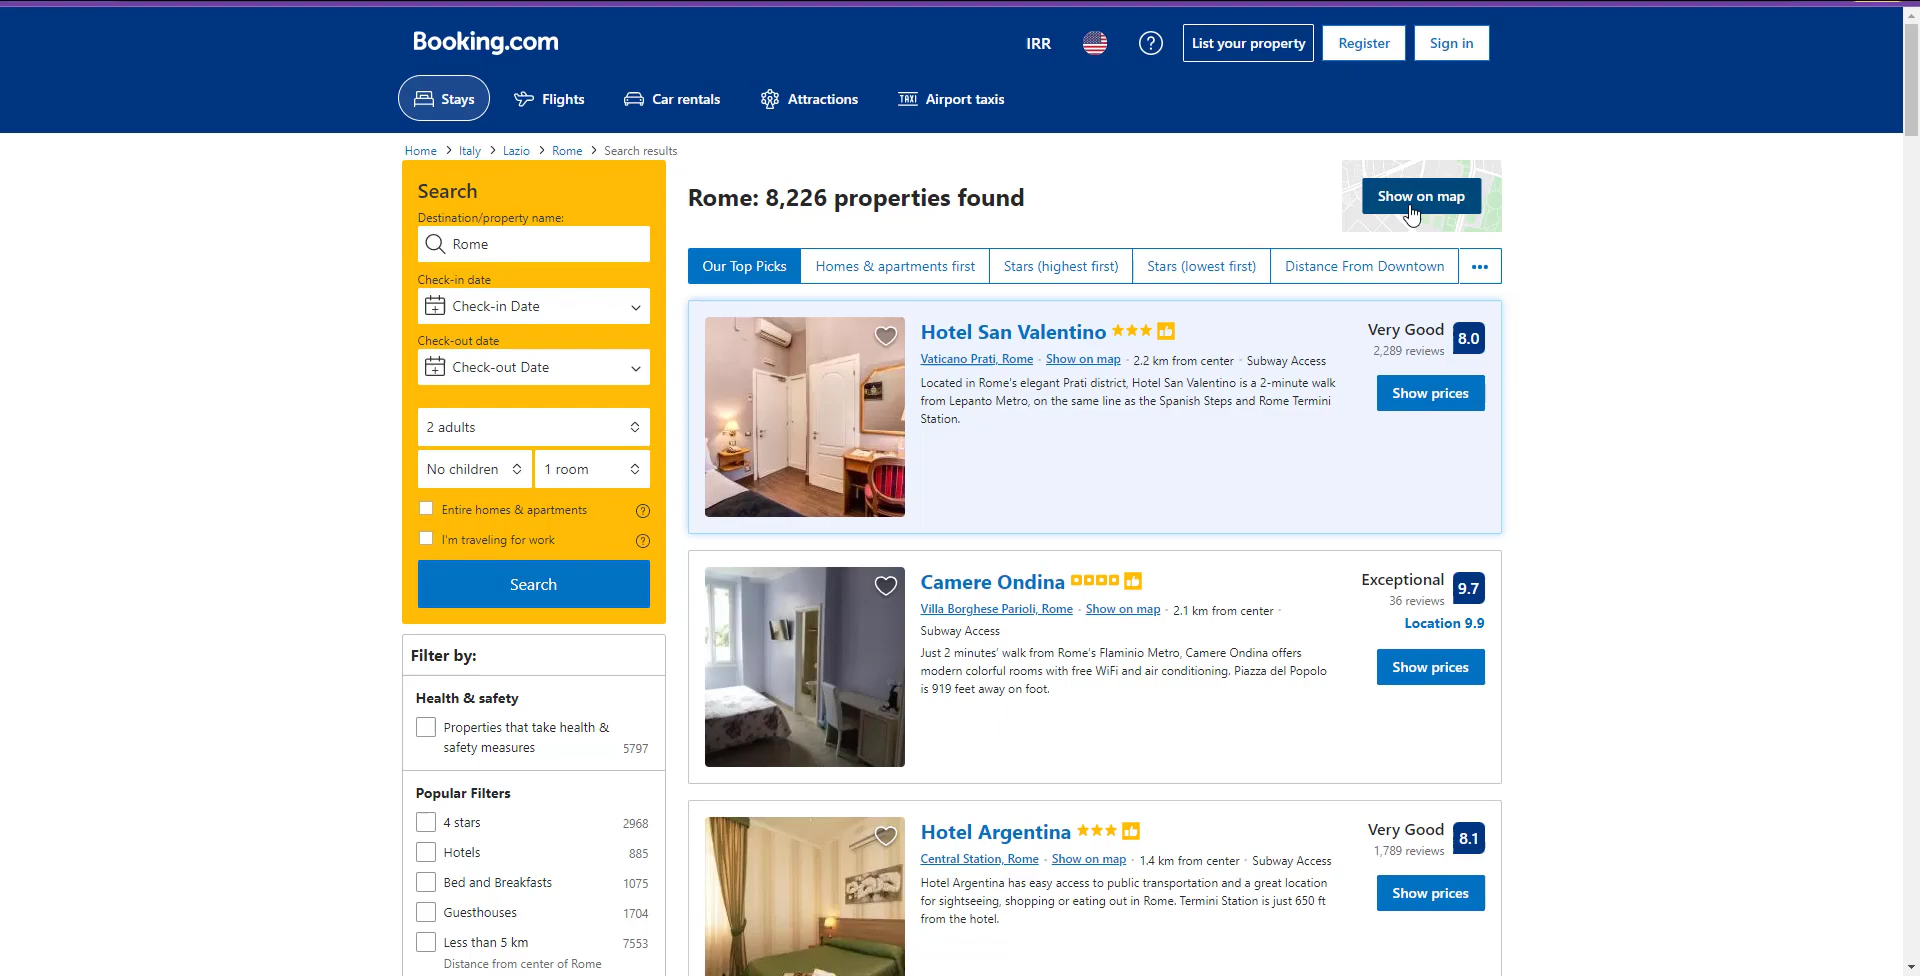 Booking.com
IRR
List your property
Register
Sign in
Stays
Flights
Car rentals
TAXI
Airport taxis
Attractions
Home > Italy > Lazio > Rome > Search results
Search
Destination/property name:
Rome
Check-in date
Check-in Date
Check-out date
Check-out Date
2 adults
No children
1 room
Entire homes & apartments
I'm traveling for work
Search
Filter by:
Health & safety
Properties that take health &
safety measures 5797
Popular Filters
4 stars 2968
Hotels 885
Bed and Breakfasts 1075
Guesthouses 1704
Less than 5 km 7553
Distance from center of Rome
Rome: 8,226 properties found
Show on map
Our Top Picks
Homes & apartments first
Stars (highest first)
Stars (lowest first)
Distance From Downtown
Hotel San Valentino
Vaticano Prati, Rome · Show on map · 2.2 km from center · Subway Access
Located in Rome's elegant Prati district, Hotel San Valentino is a 2-minute walk
from Lepanto Metro, on the same line as the Spanish Steps and Rome Termini
Station.
Very Good 8.0
2,289 reviews
Show prices
Camere Ondina
Villa Borghese Parioli, Rome · Show on map · 2.1 km from center ·
Subway Access
Just 2 minutes' walk from Rome's Flaminio Metro, Camere Ondina offers
modern colorful rooms with free WiFi and air conditioning. Piazza del Popolo
is 919 feet away on foot.
Exceptional 9.7
36 reviews
Location 9.9
Show prices
Hotel Argentina
Central Station, Rome · Show on map · 1.4 km from center · Subway Access
Hotel Argentina has easy access to public transportation and a great location
for sightseeing, shopping or eating out in Rome. Termini Station is just 650 ft
from the hotel.
Very Good 8.1
1,789 reviews
Show prices